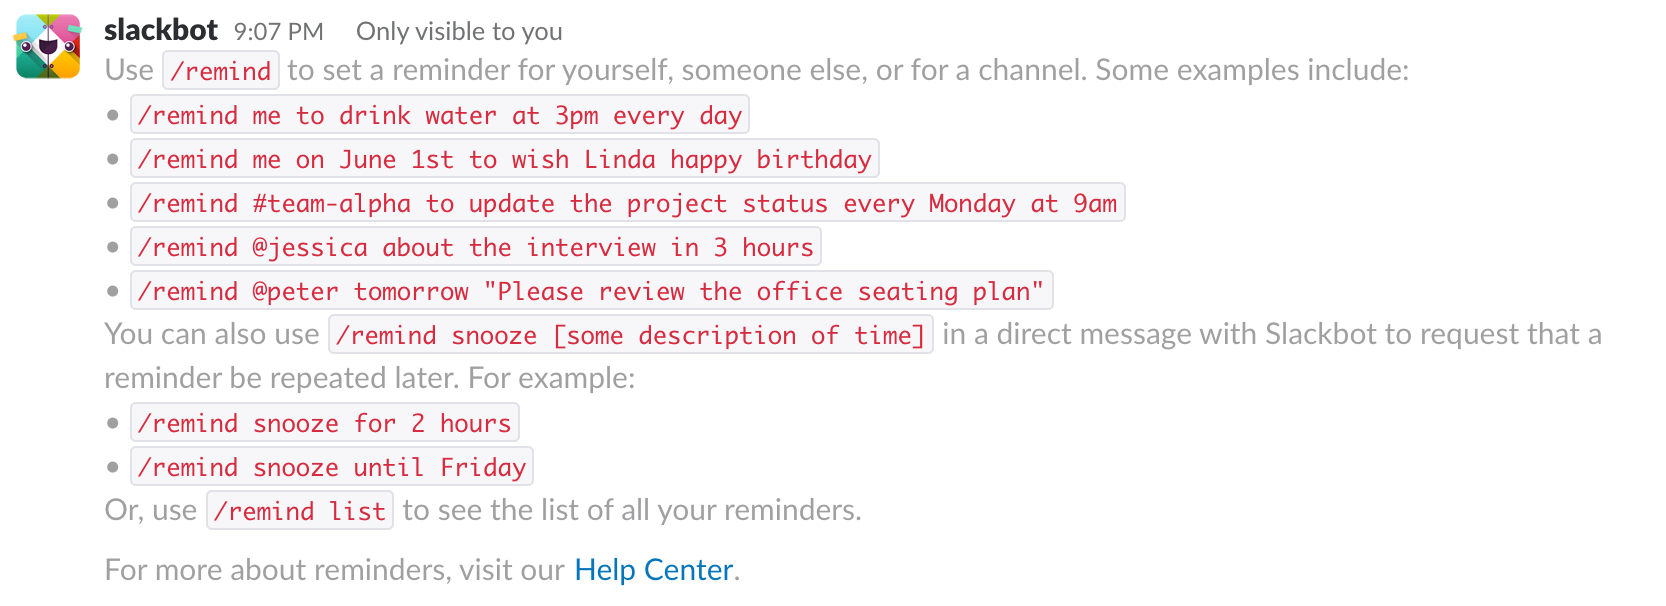 slackbot 9:07 PM Only visible to you
Use /remind to set a reminder for yourself, someone else, or for a channel. Some examples include:
• /remind me to drink water at 3pm every day
• /remind me on June 1st to wish Linda happy birthday
• /remind #team-alpha to update the project status every Monday at 9am
• /remind @jessica about the interview in 3 hours
• /remind @peter tomorrow "Please review the office seating plan"
You can also use /remind snooze [some description of time] in a direct message with Slackbot to request that a
reminder be repeated later. For example:
• /remind snooze for 2 hours
• /remind snooze until Friday
Or, use /remind list to see the list of all your reminders.
For more about reminders, visit our Help Center.